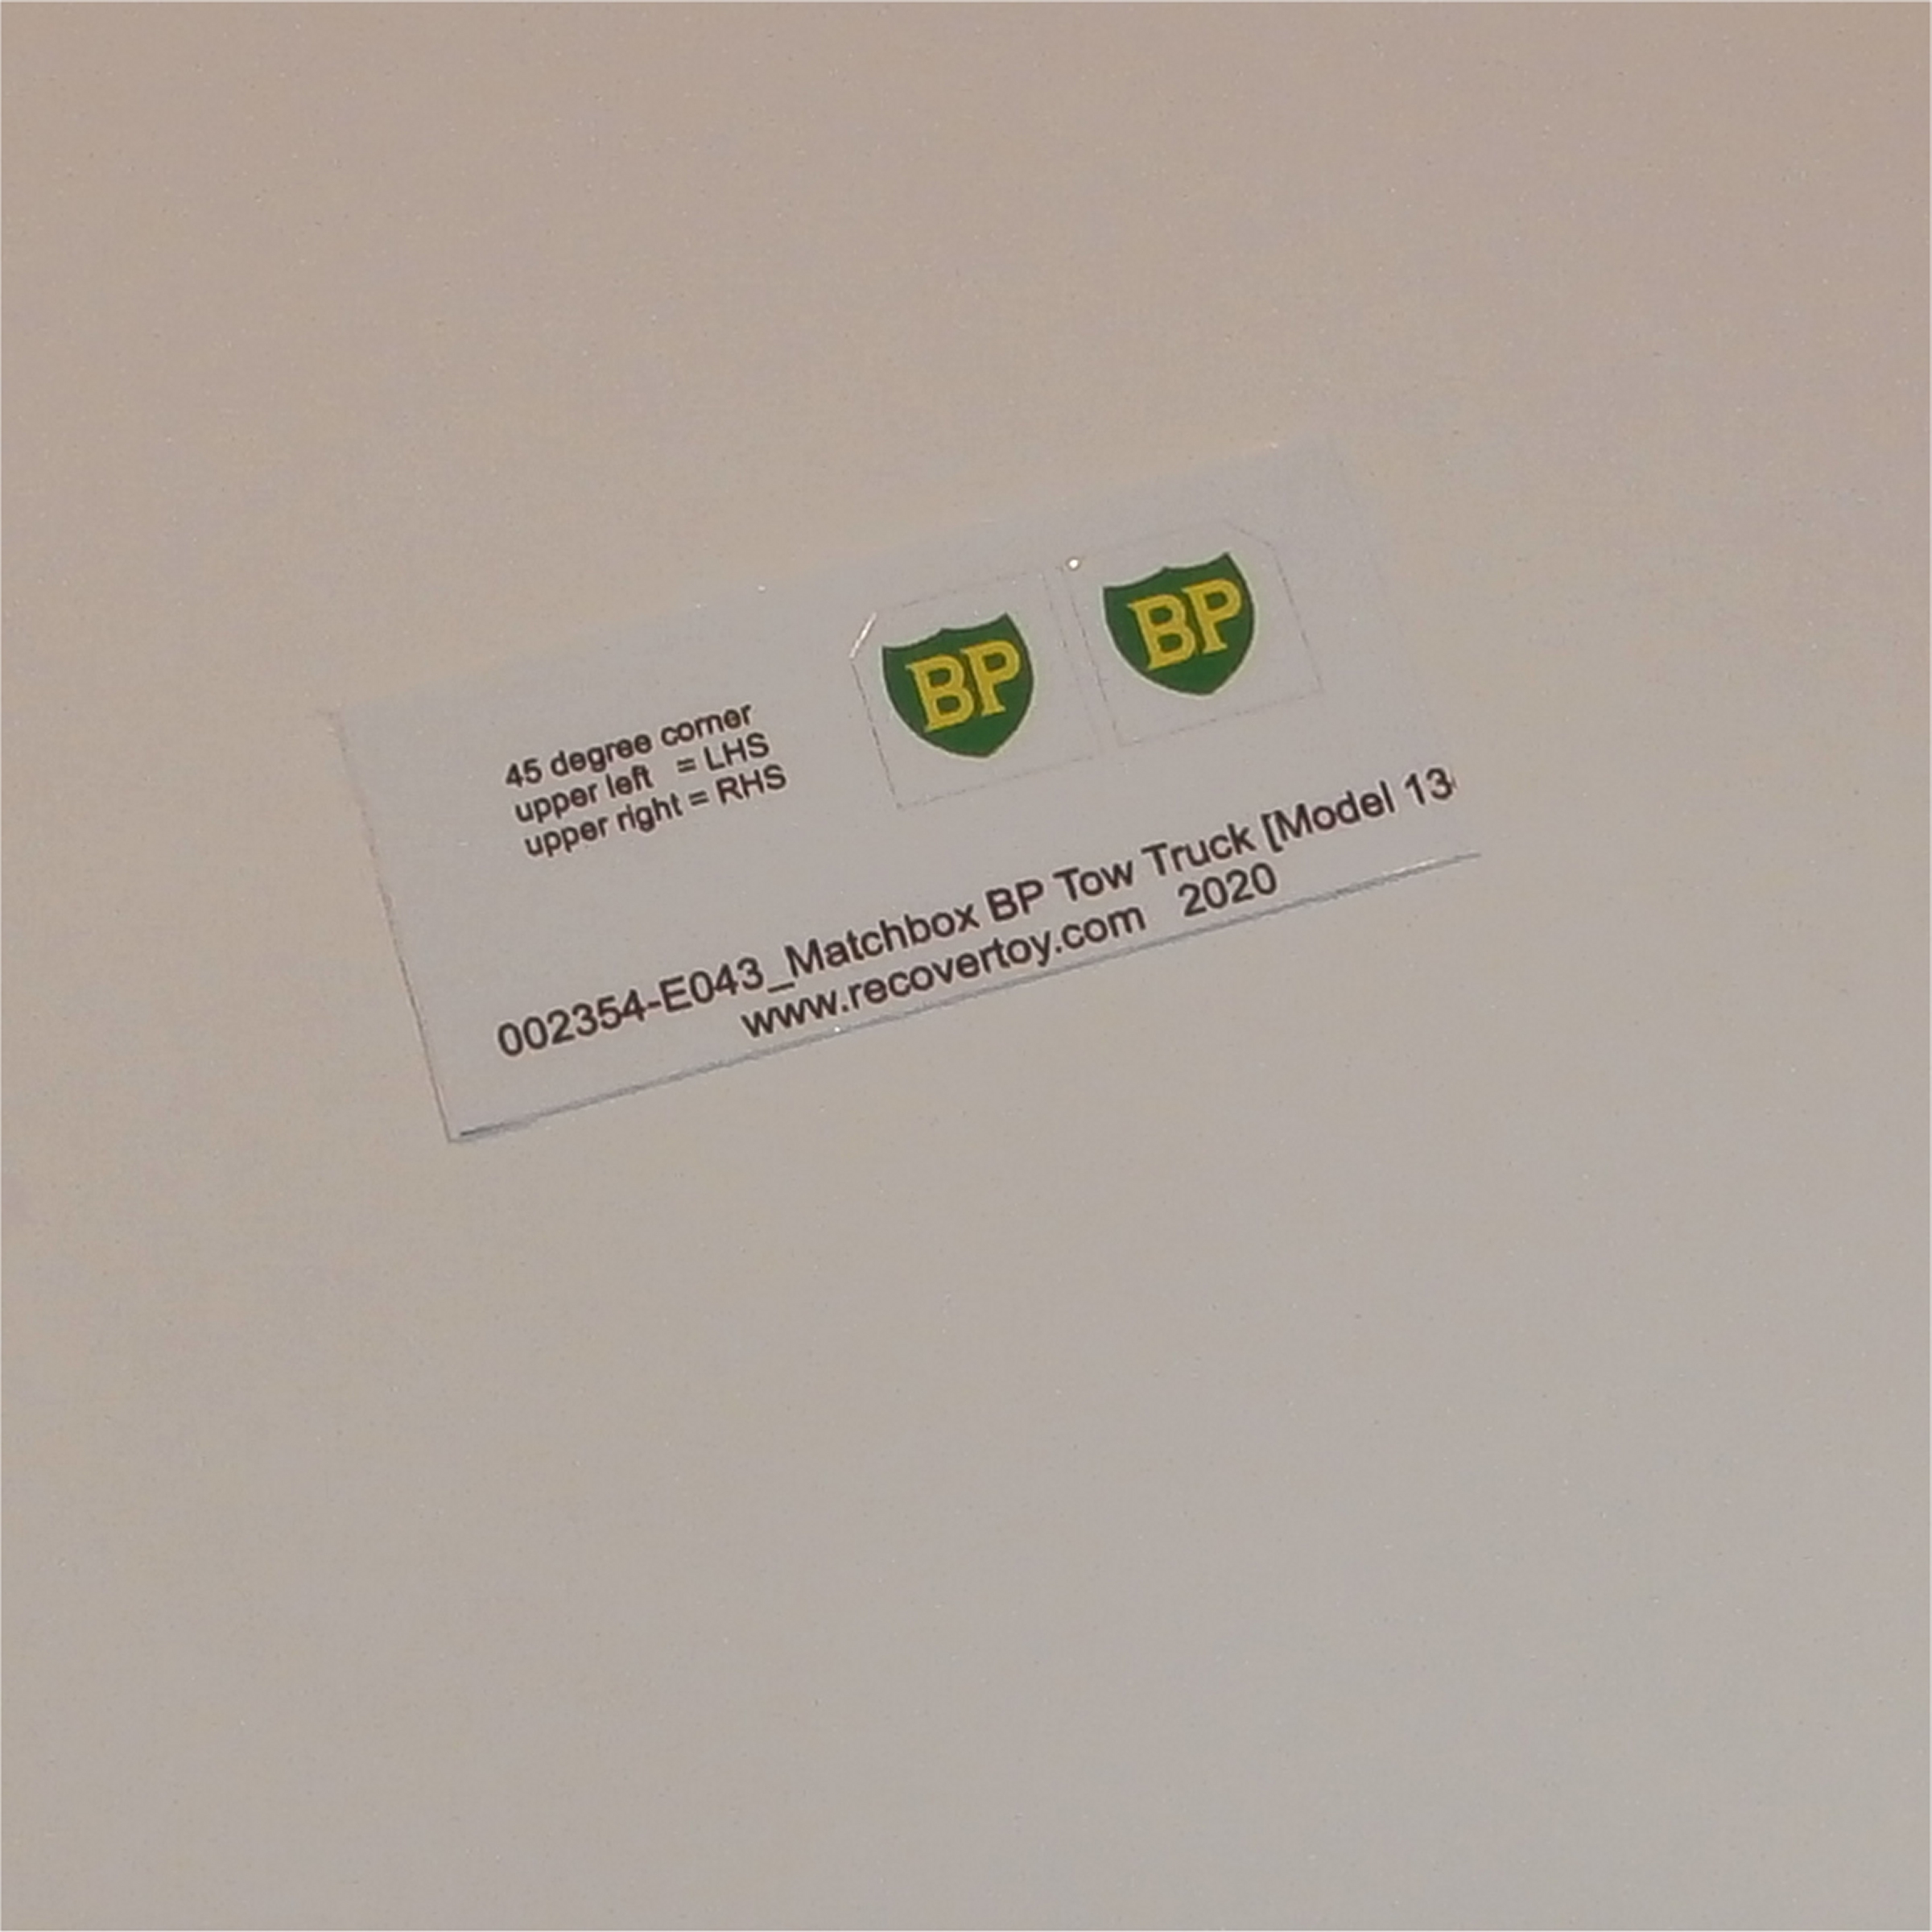 45 degree corner
upper left = LHS
upper right = RHS
BP
BP
002354-E043_Matchbox BP Tow Truck [Model 13
www.recovertoy.com 2020